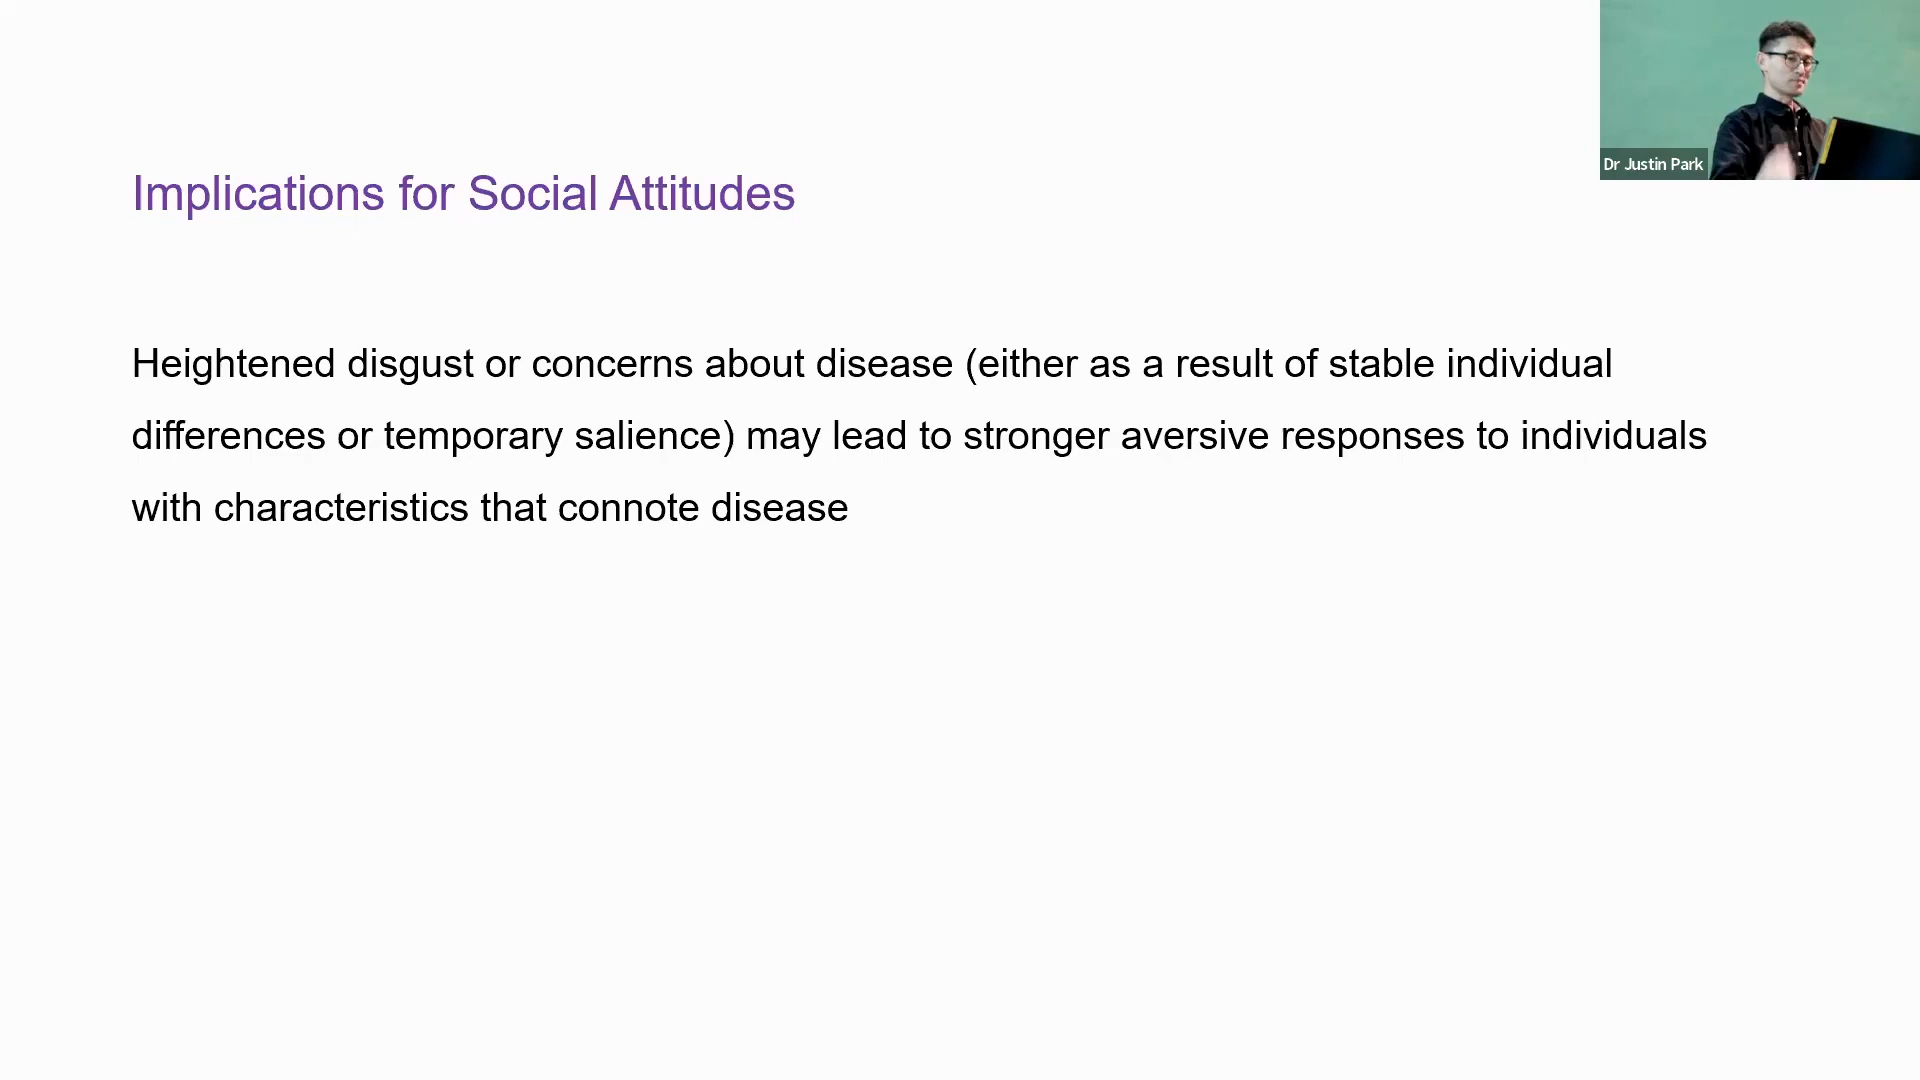 Dr Justin Park
Implications for Social Attitudes
Heightened disgust or concerns about disease (either as a result of stable individual
differences or temporary salience) may lead to stronger aversive responses to individuals
with characteristics that connote disease